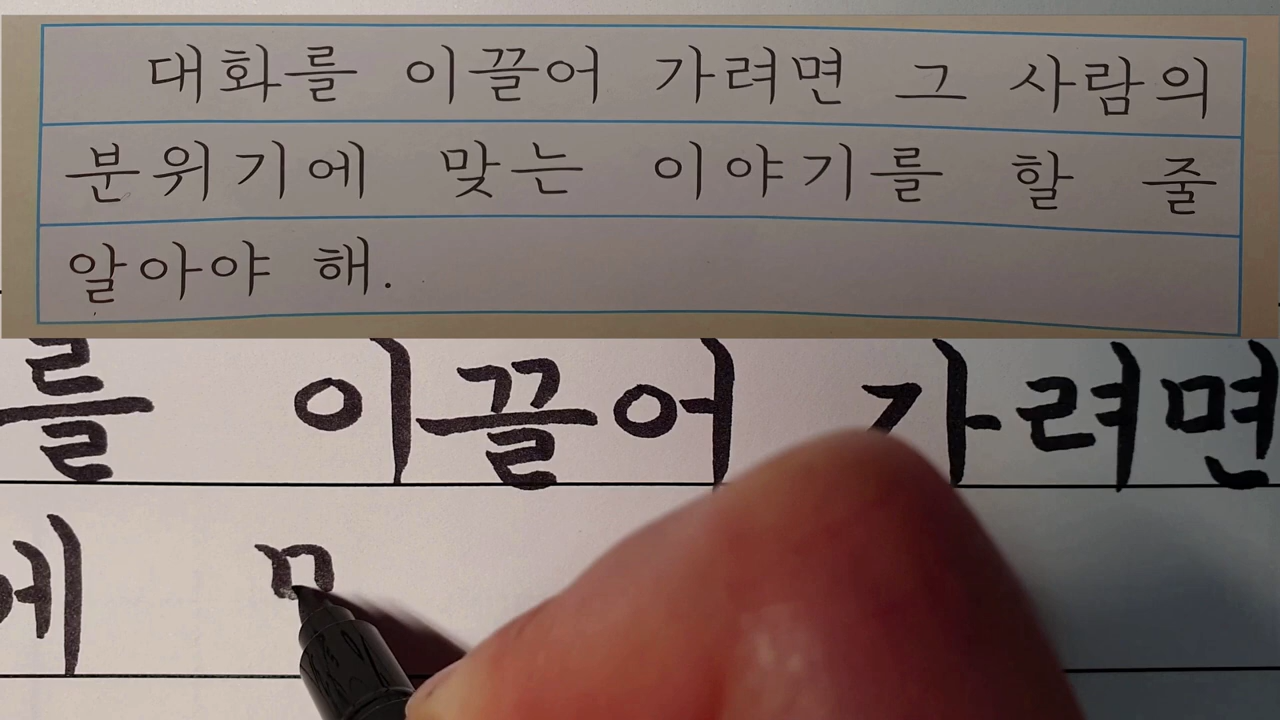 대화를 이끌어 가려면 그 사람의
분위기에 맞는 이야기를 할 줄
알아야 해.
를 이끌어 가려면
에 ㅁ